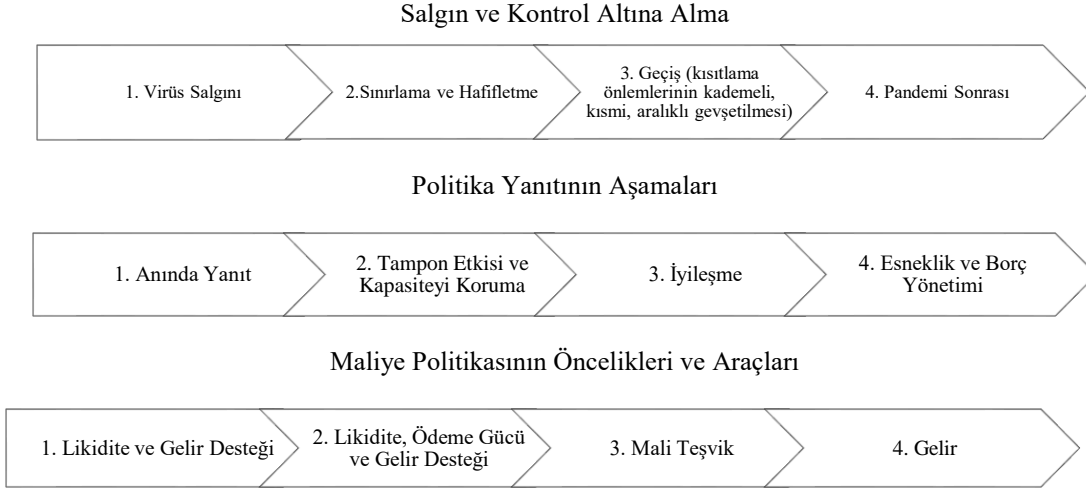 Salgın ve Kontrol Altına Alma
1. Virüs Salgını
2.Sınırlama ve Hafifletme
3. Geçiş (kısıtlama
önlemlerinin kademeli,
kısmi, aralıklı gevşetilmesi)
4. Pandemi Sonrası
Politika Yanıtının Aşamaları
1. Anında Yanıt
2. Tampon Etkisi ve
Kapasiteyi Koruma
3. İyileşme
4. Esneklik ve Borç
Yönetimi
Maliye Politikasının Öncelikleri ve Araçları
1. Likidite ve Gelir Desteği
2. Likidite, Ödeme Gücü
ve Gelir Desteği
3. Mali Teşvik
4. Gelir